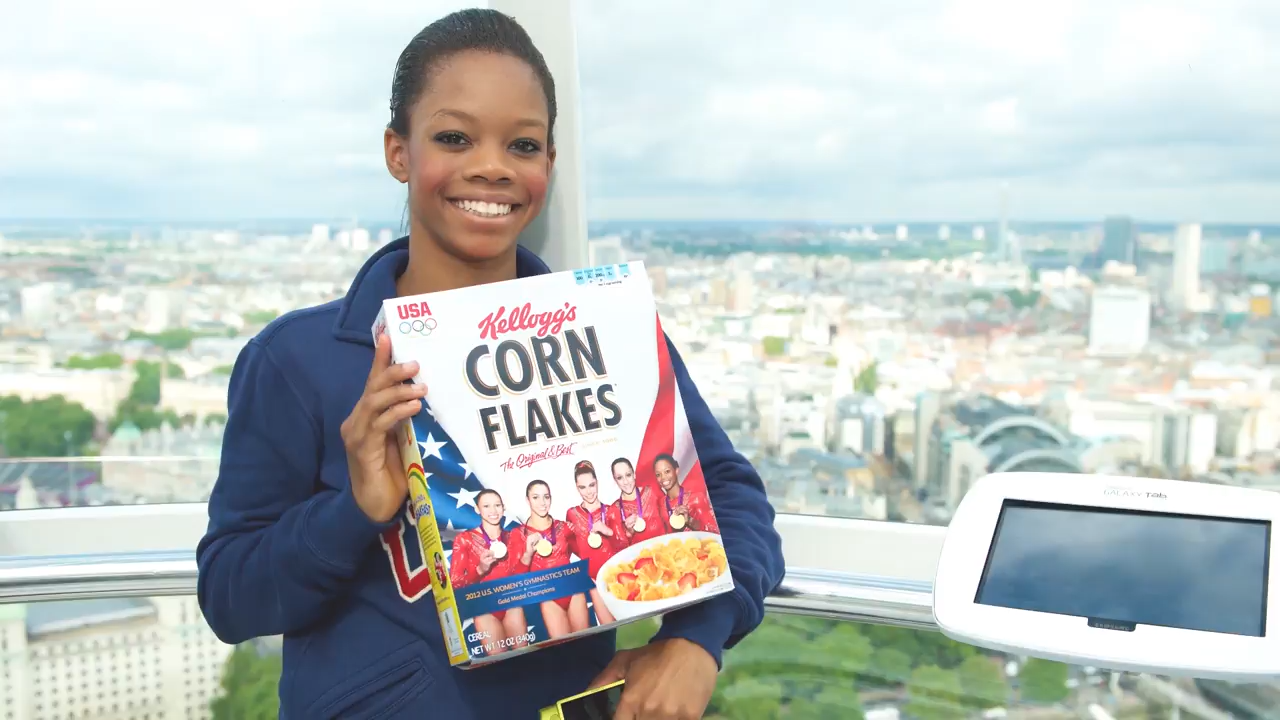 USA
Kellogg's
CORN
FLAKES
The Original & Best
2012 U.S. WOMEN'S GYMNASTICS TEAM
Gold Medal Champions
CEREAL
NET WT 12 OZ (340g)
GALAXY Tab
SAMSUNG